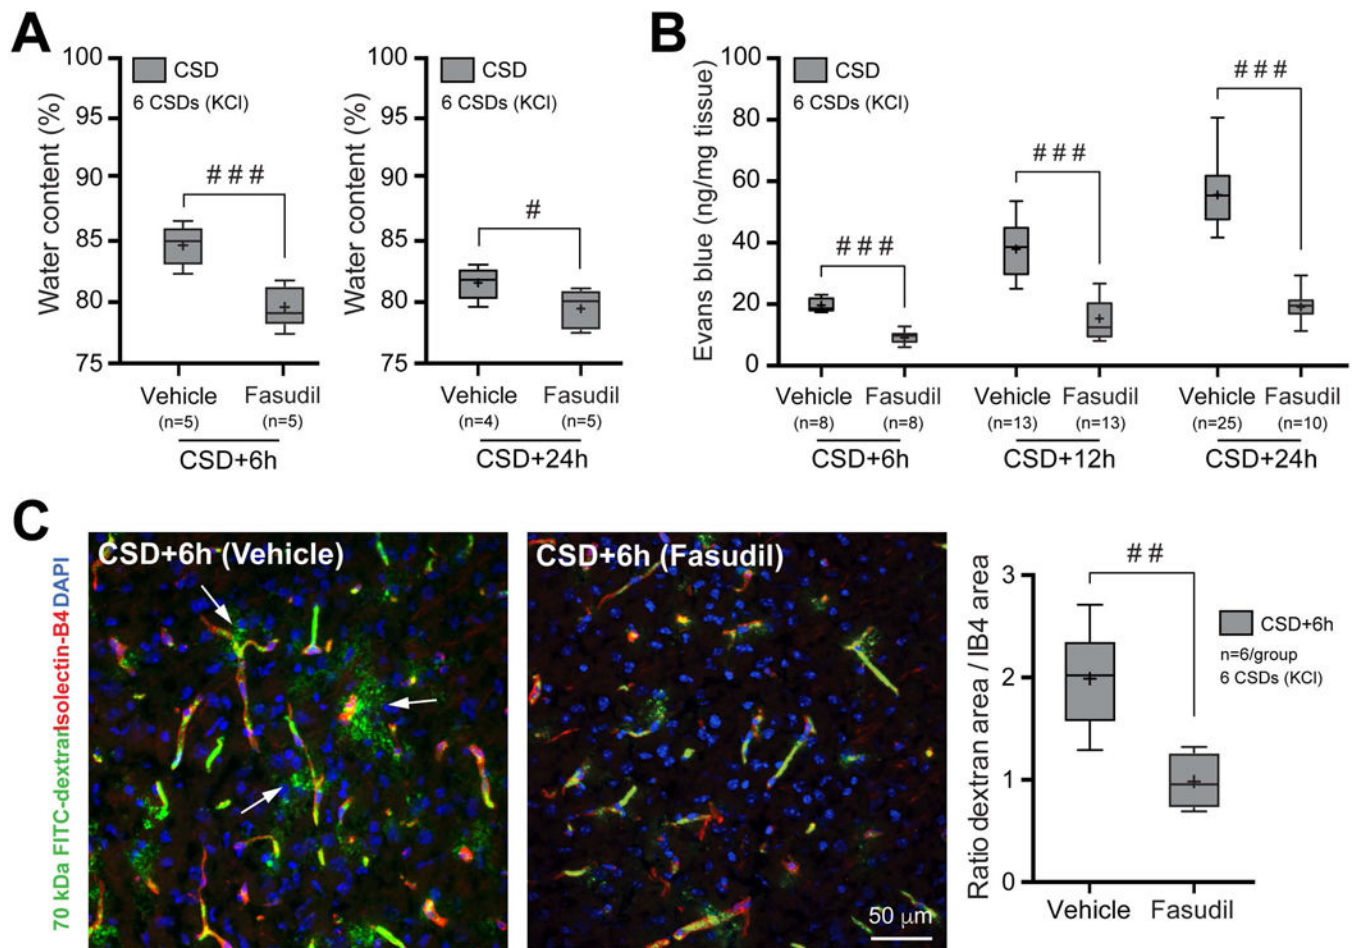 A
100
95
90
85
80
75
Water content (%)
CSD
6 CSDs (KCl)
# # #
Vehicle
Fasudil
(n=5)
(n=5)
CSD+6h
100
95
90
85
80
75
Water content (%)
CSD
6 CSDs (KCl)
#
Vehicle
Fasudil
(n=4)
(n=5)
CSD+24h
B
100
80
60
40
20
0
Evans blue (ng/mg tissue)
CSD
6 CSDs (KCl)
# # #
# # #
# # #
Vehicle Fasudil
(n=8) (n=8)
CSD+6h
Vehicle Fasudil
(n=13) (n=13)
CSD+12h
Vehicle Fasudil
(n=25) (n=10)
CSD+24h
C
70 kDa FITC-dextranIsolectin-B4DAPI
CSD+6h (Vehicle)
CSD+6h (Fasudil)
50 μm
3
2
1
0
Ratio dextran area / IB4 area
# #
CSD+6h
n=6/group
6 CSDs (KCl)
Vehicle Fasudil